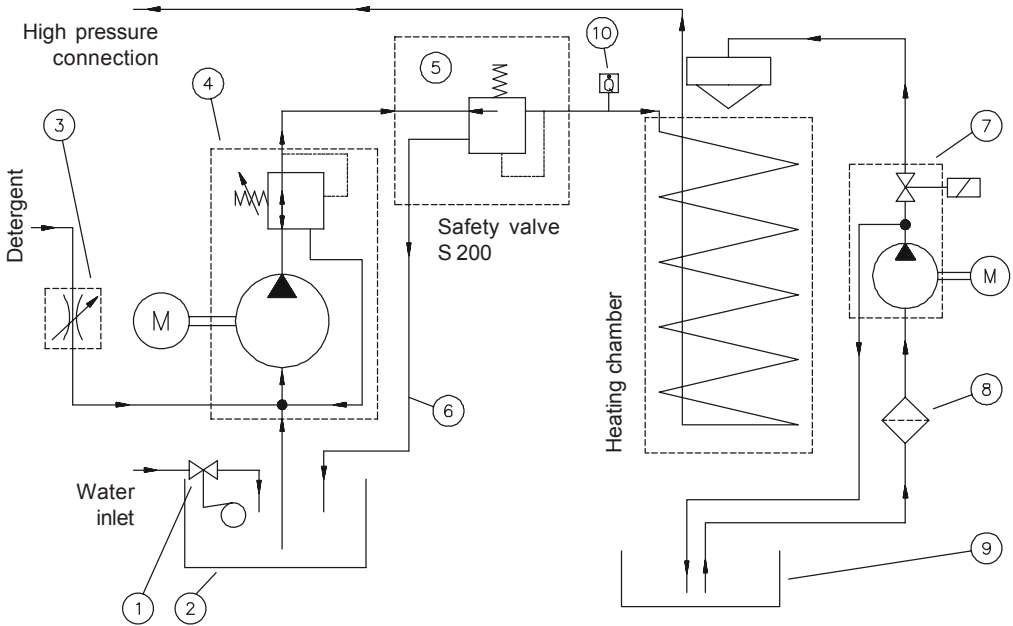 High pressure
connection
10
5
4
3
7
Q
Detergent
Safety valve
S 200
M
M
Heating chamber
6
8
Water
inlet
9
1
2